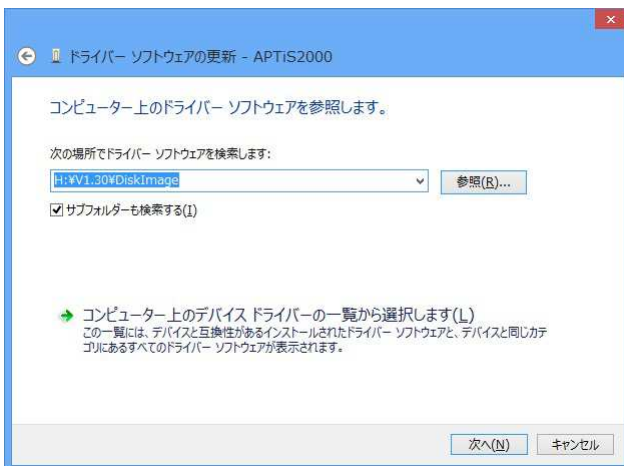 ドライバー ソフトウェアの更新 - APTiS2000
コンピューター上のドライバー ソフトウェアを参照します。
次の場所でドライバー ソフトウェアを検索します:
H:¥V1.30¥DiskImage
参照(R)...
サブフォルダーも検索する(I)
コンピューター上のデバイス ドライバーの一覧から選択します(L)
この一覧には、デバイスと互換性があるインストールされたドライバー ソフトウェアと、デバイスと同じカテ
ゴリにあるすべてのドライバー ソフトウェアが表示されます。
次へ(N)
キャンセル